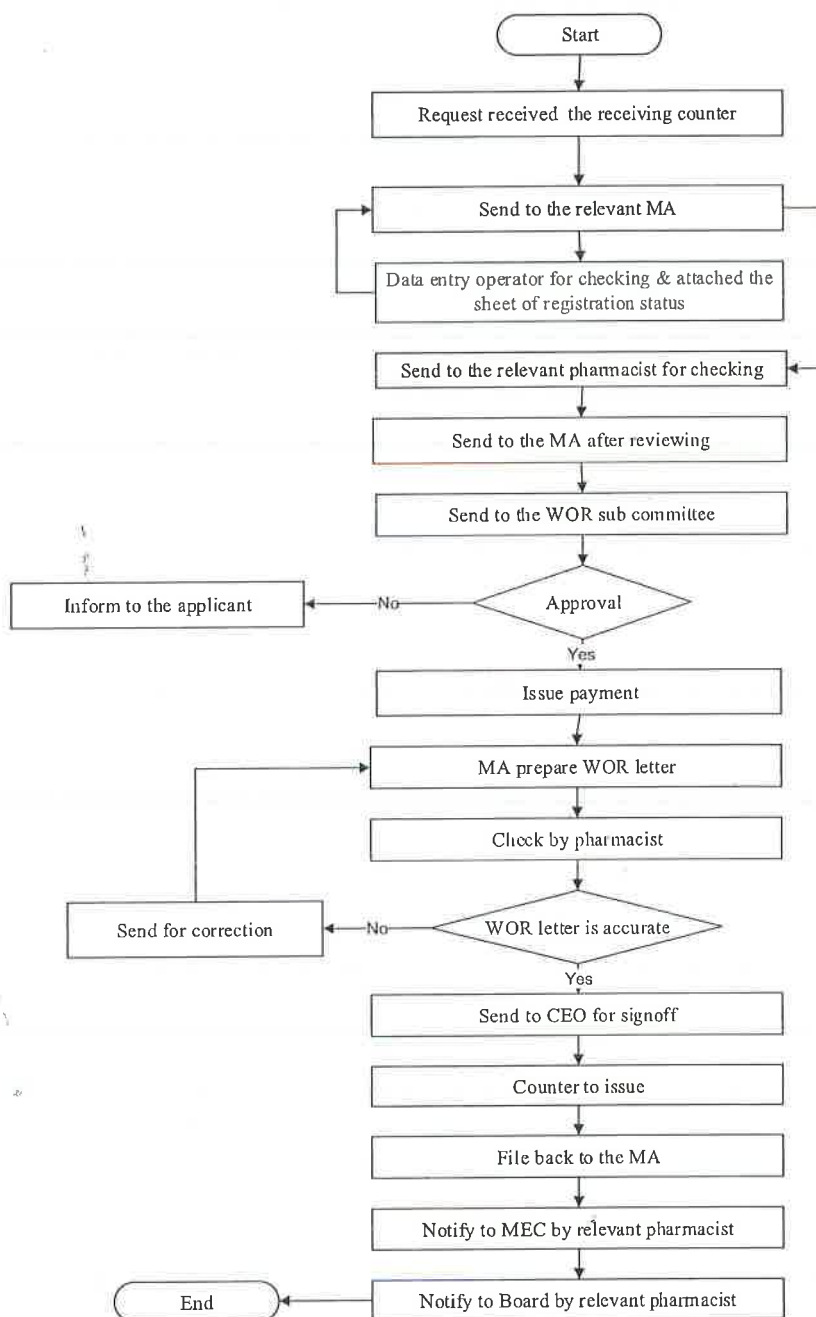 Start
Request received the receiving counter
Send to the relevant MA
Data entry operator for checking & attached the
sheet of registration status
Send to the relevant pharmacist for checking
Send to the MA after reviewing
Send to the WOR sub committee
Approval
No
Inform to the applicant
Yes
Issue payment
MA prepare WOR letter
Check by pharmacist
WOR letter is accurate
No
Send for correction
Yes
Send to CEO for signoff
Counter to issue
File back to the MA
Notify to MEC by relevant pharmacist
Notify to Board by relevant pharmacist
End